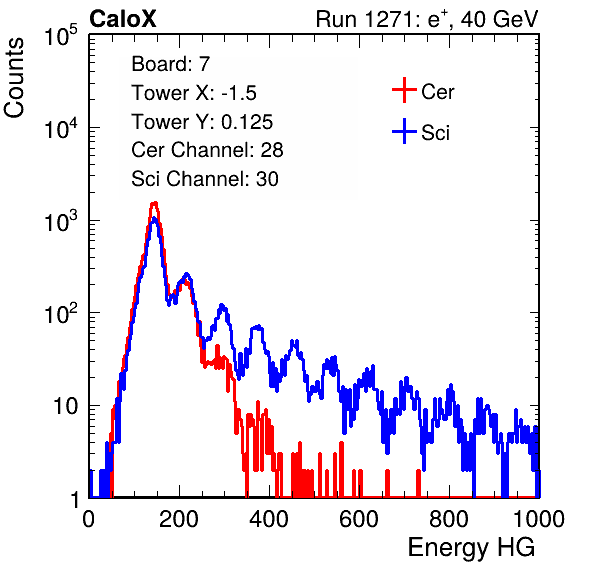 CaloX Run 1271: e⁺, 40 GeV
Counts
Board: 7
Tower X: -1.5
Tower Y: 0.125
Cer Channel: 28
Sci Channel: 30
Cer
Sci
10⁵
10⁴
10³
10²
10
1
0 200 400 600 800 1000
Energy HG